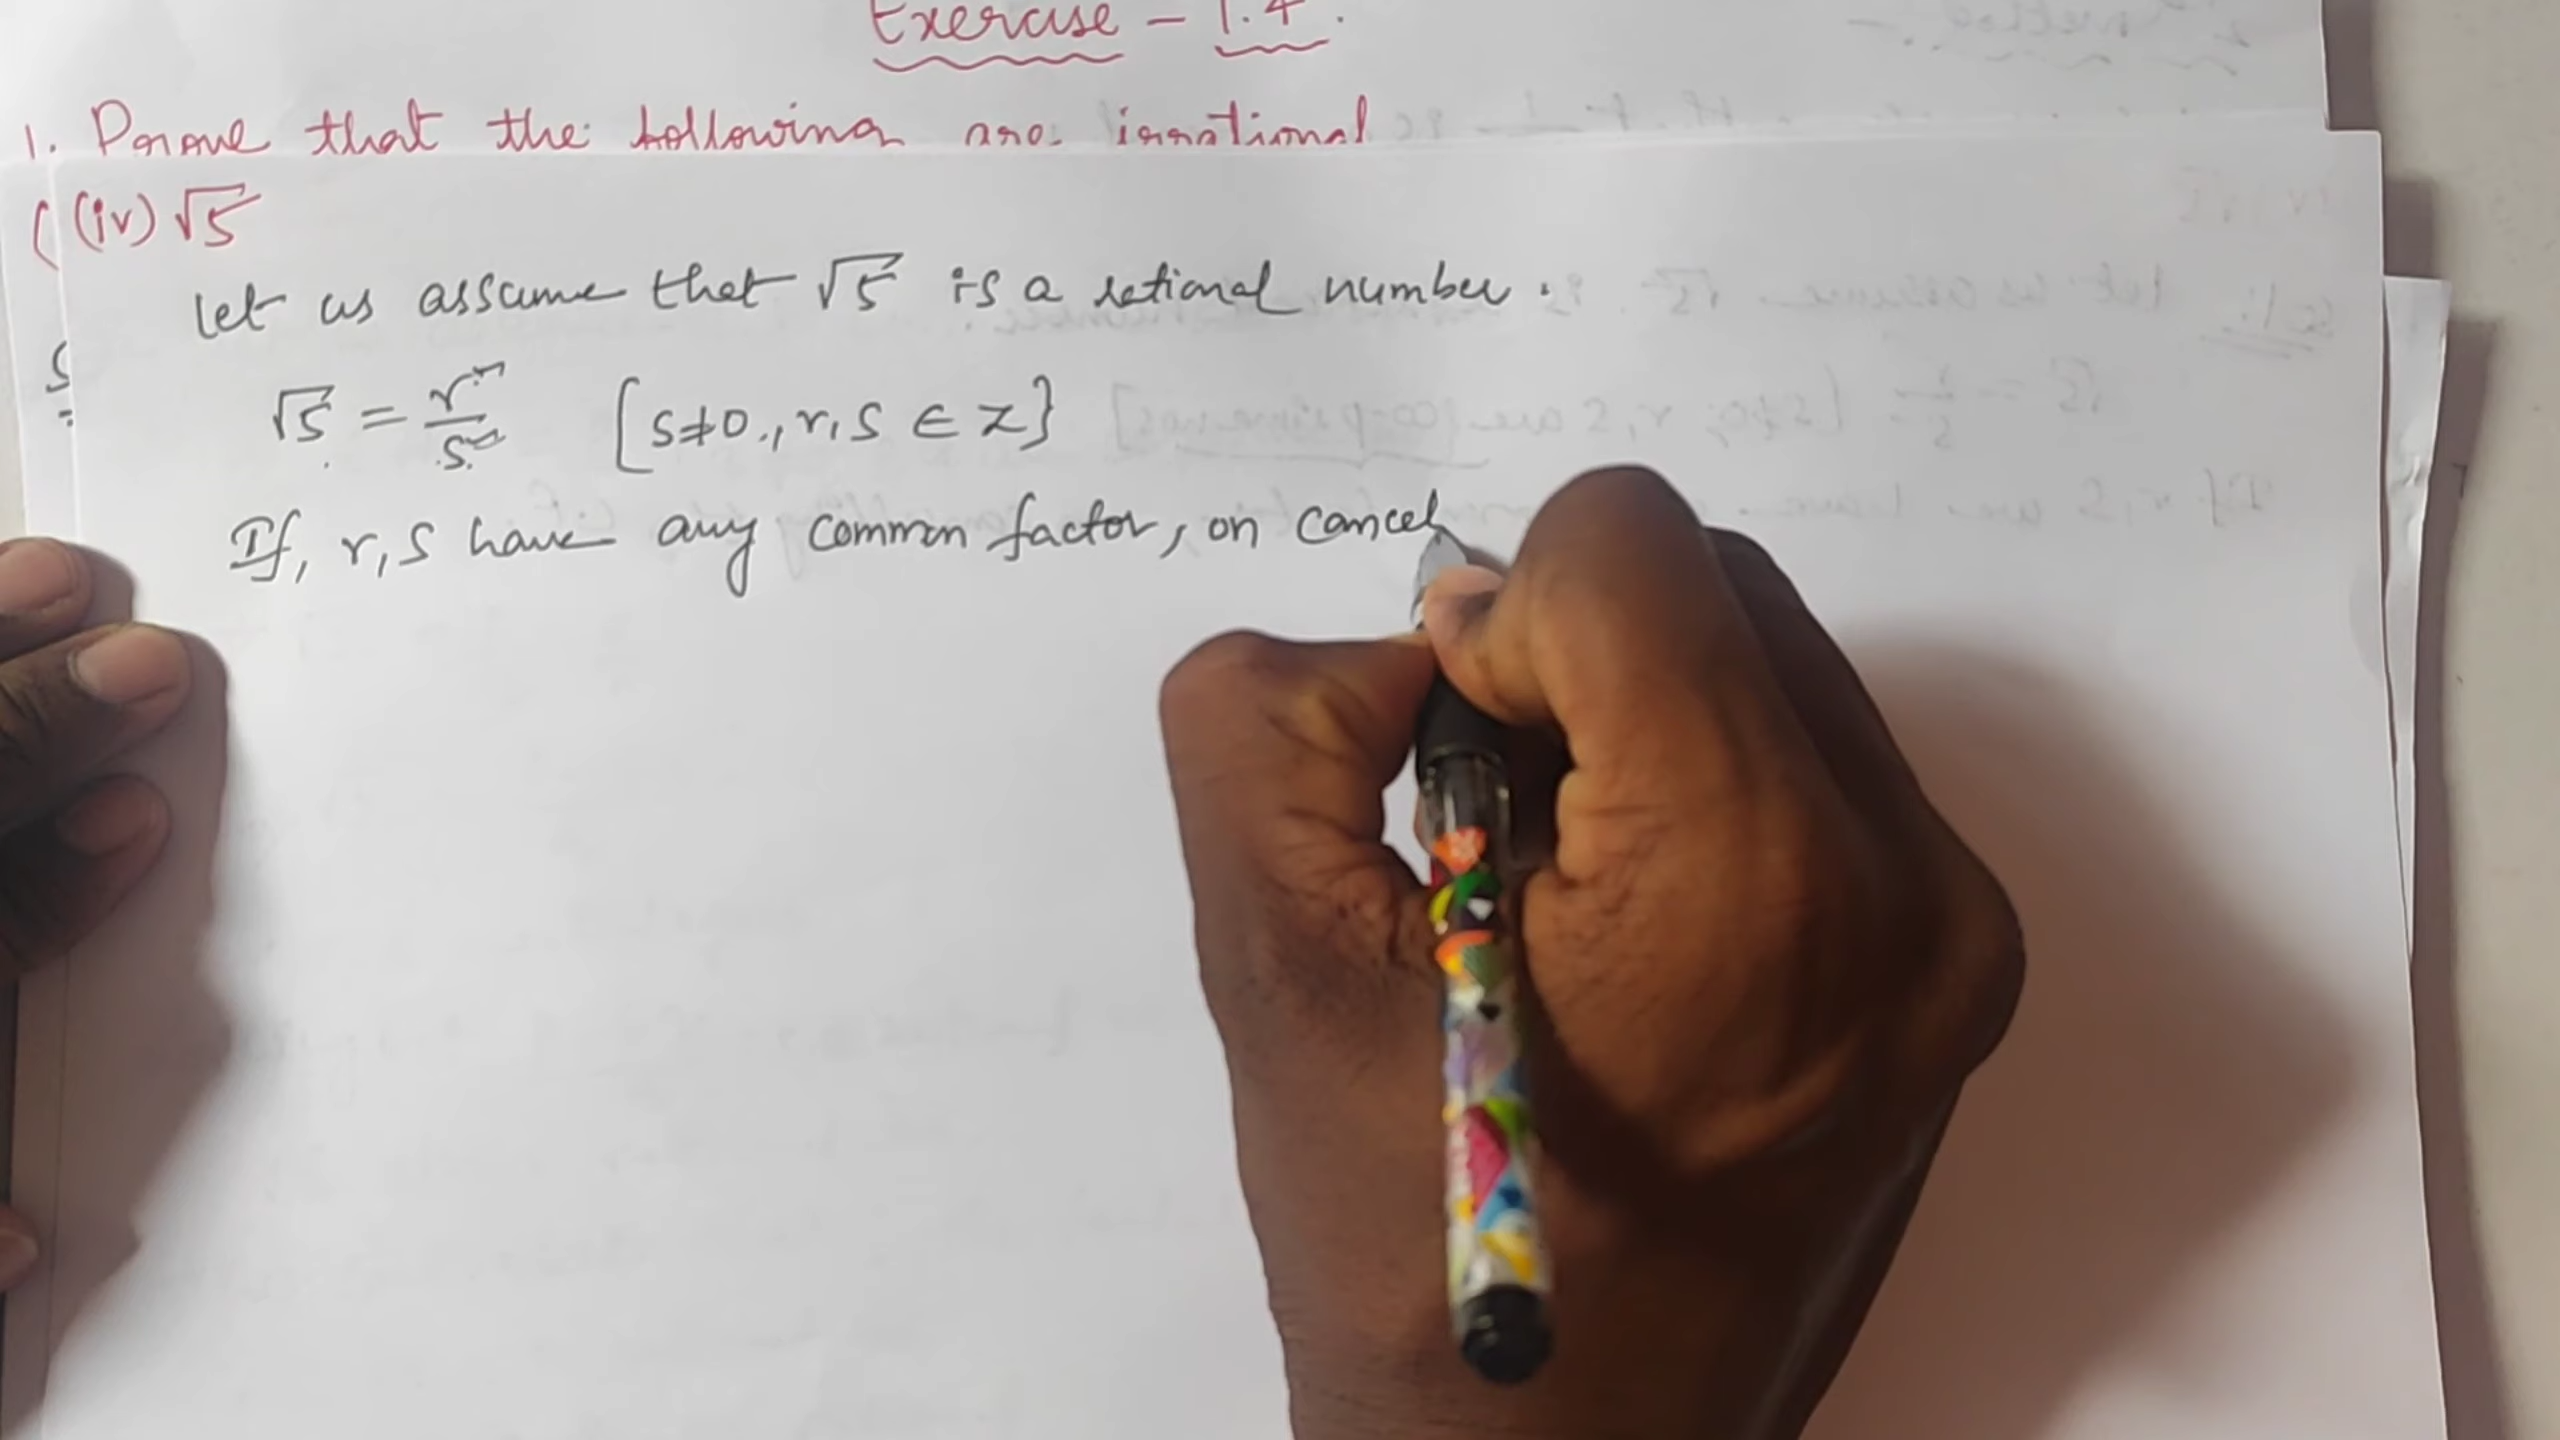 Exercise - 1.4.
1. Prove that the following are irrational
(iv) √5
Let us assume that √5 is a rational number.
√5 = r/s [s≠0., r, s ∈ z]
If, r, s have any common factor, on cancel